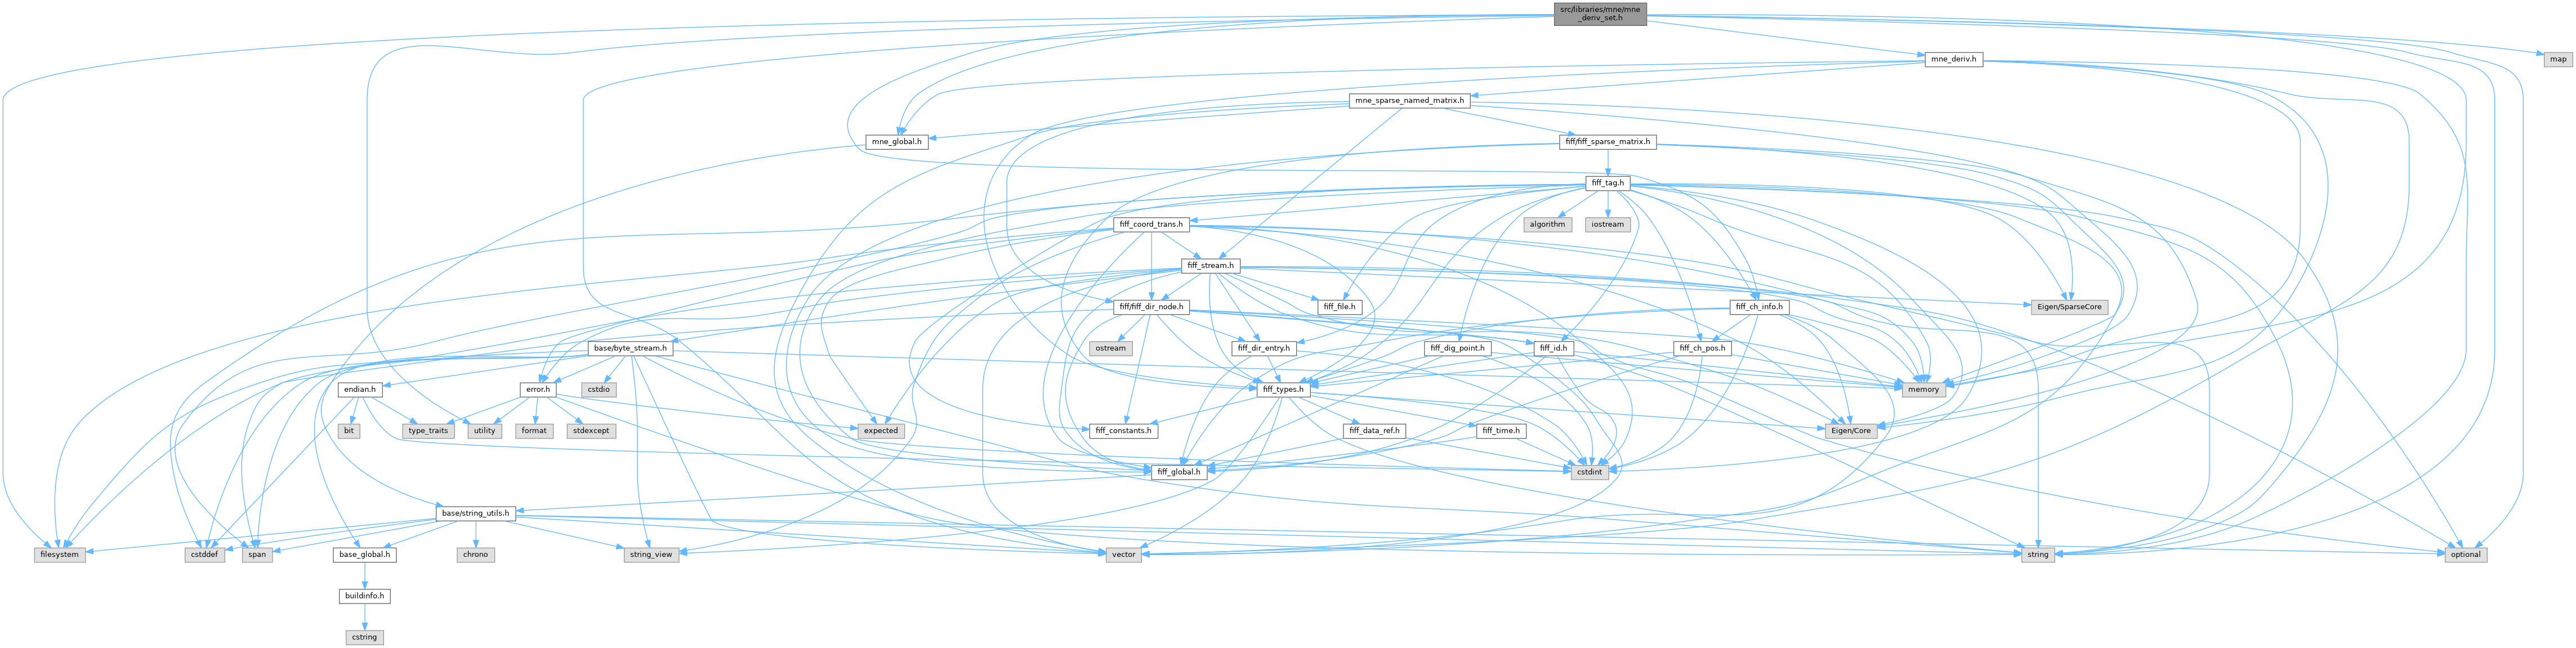 src/libraries/mne/mne
_deriv_set.h
mne_deriv.h
map
mne_sparse_named_matrix.h
mne_global.h
fiff/fiff_sparse_matrix.h
fiff_tag.h
fiff_coord_trans.h
algorithm
iostream
fiff_stream.h
fiff/fiff_dir_node.h
fiff_file.h
fiff_ch_info.h
Eigen/SparseCore
base/byte_stream.h
ostream
fiff_dir_entry.h
fiff_dig_point.h
fiff_id.h
fiff_ch_pos.h
endian.h
error.h
cstdio
fiff_types.h
memory
bit
type_traits
utility
format
stdexcept
expected
fiff_constants.h
fiff_data_ref.h
fiff_time.h
Eigen/Core
fiff_global.h
cstdint
base/string_utils.h
filesystem
cstddef
span
base_global.h
chrono
string_view
vector
string
optional
buildinfo.h
cstring